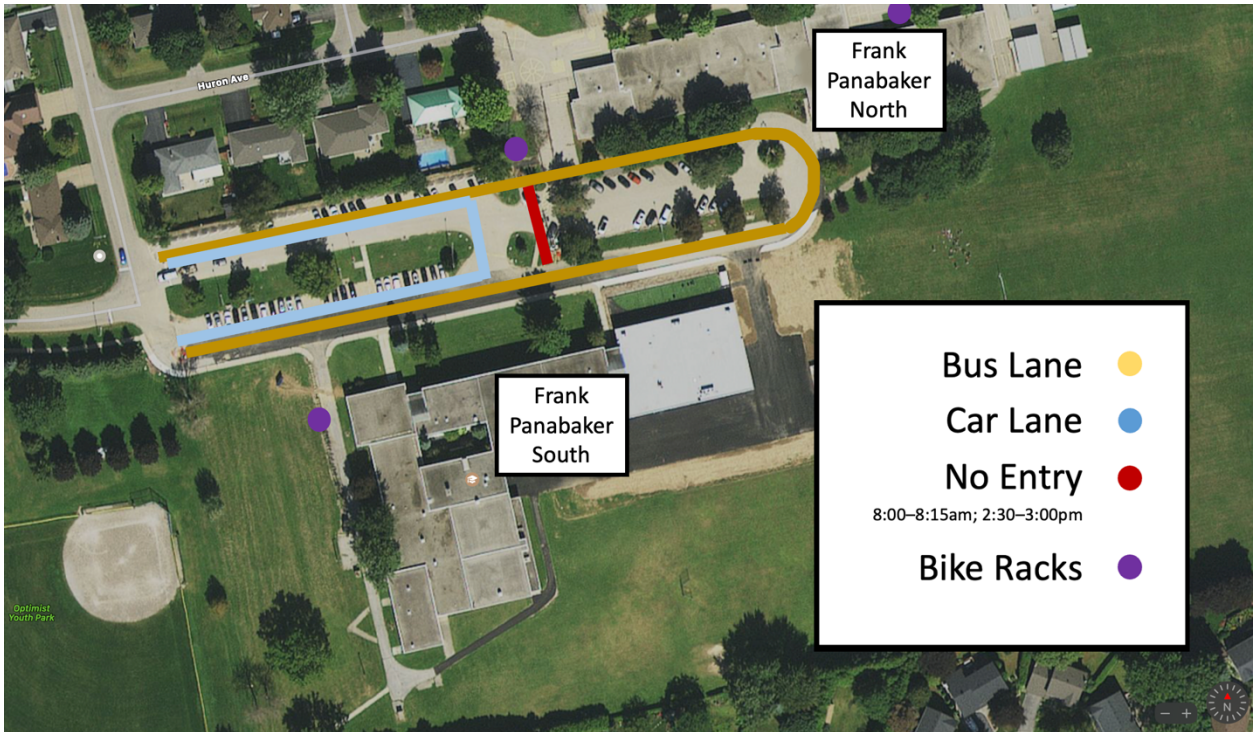 Huron Ave
Frank
Panabaker
North
Frank
Panabaker
South
Bus Lane
Car Lane
No Entry
8:00–8:15am; 2:30–3:00pm
Bike Racks
Optimist
Youth Park
N